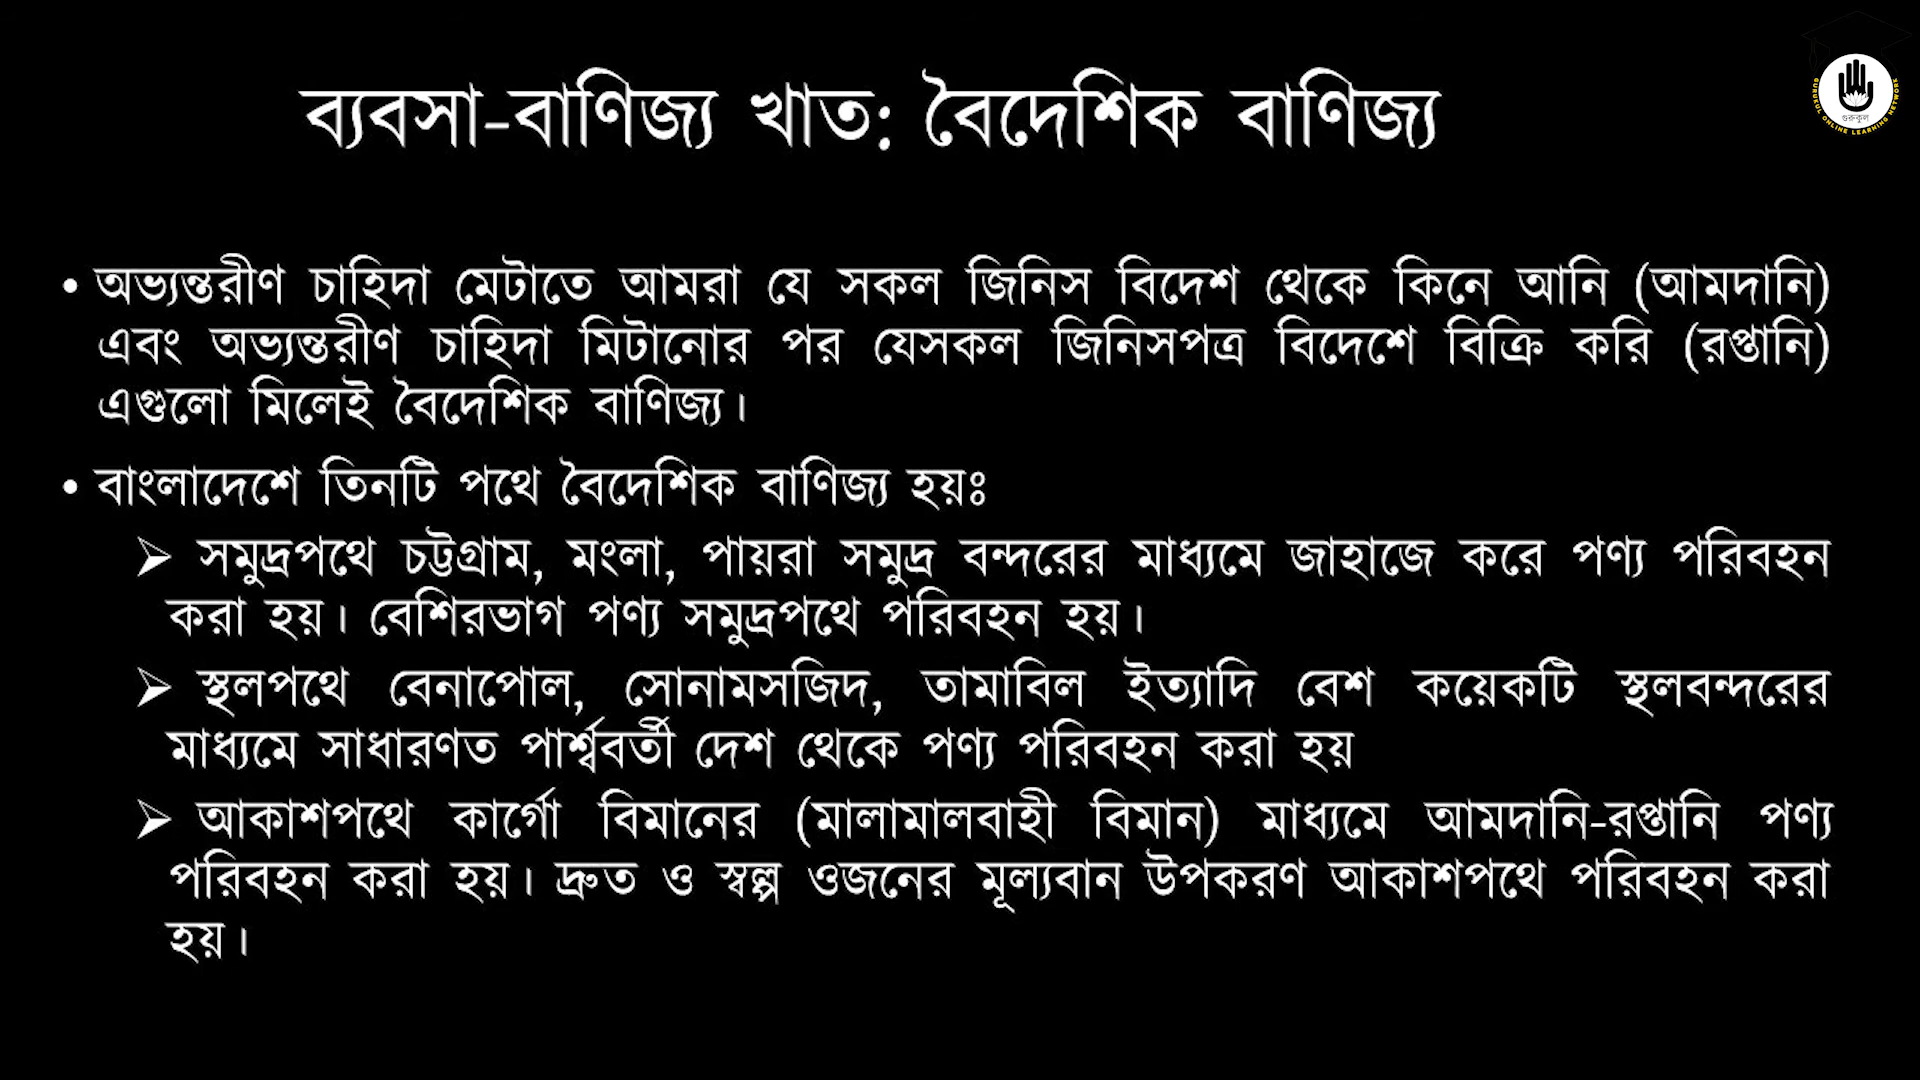 ব্যবসা-বাণিজ্য খাত: বৈদেশিক বাণিজ্য
• অভ্যন্তরীণ চাহিদা মেটাতে আমরা যে সকল জিনিস বিদেশ থেকে কিনে আনি (আমদানি)
এবং অভ্যন্তরীণ চাহিদা মিটানোর পর যেসকল জিনিসপত্র বিদেশে বিক্রি করি (রপ্তানি)
এগুলো মিলেই বৈদেশিক বাণিজ্য।
• বাংলাদেশে তিনটি পথে বৈদেশিক বাণিজ্য হয়ঃ
➢ সমুদ্রপথে চট্টগ্রাম, মংলা, পায়রা সমুদ্র বন্দরের মাধ্যমে জাহাজে করে পণ্য পরিবহন
করা হয়। বেশিরভাগ পণ্য সমুদ্রপথে পরিবহন হয়।
➢ স্থলপথে বেনাপোল, সোনামসজিদ, তামাবিল ইত্যাদি বেশ কয়েকটি স্থলবন্দরের
মাধ্যমে সাধারণত পার্শ্ববর্তী দেশ থেকে পণ্য পরিবহন করা হয়
➢ আকাশপথে কার্গো বিমানের (মালামালবাহী বিমান) মাধ্যমে আমদানি-রপ্তানি পণ্য
পরিবহন করা হয়। দ্রুত ও স্বল্প ওজনের মূল্যবান উপকরণ আকাশপথে পরিবহন করা
হয়।
গুরুকুল
GURUKUL ONLINE LEARNING NETWORK